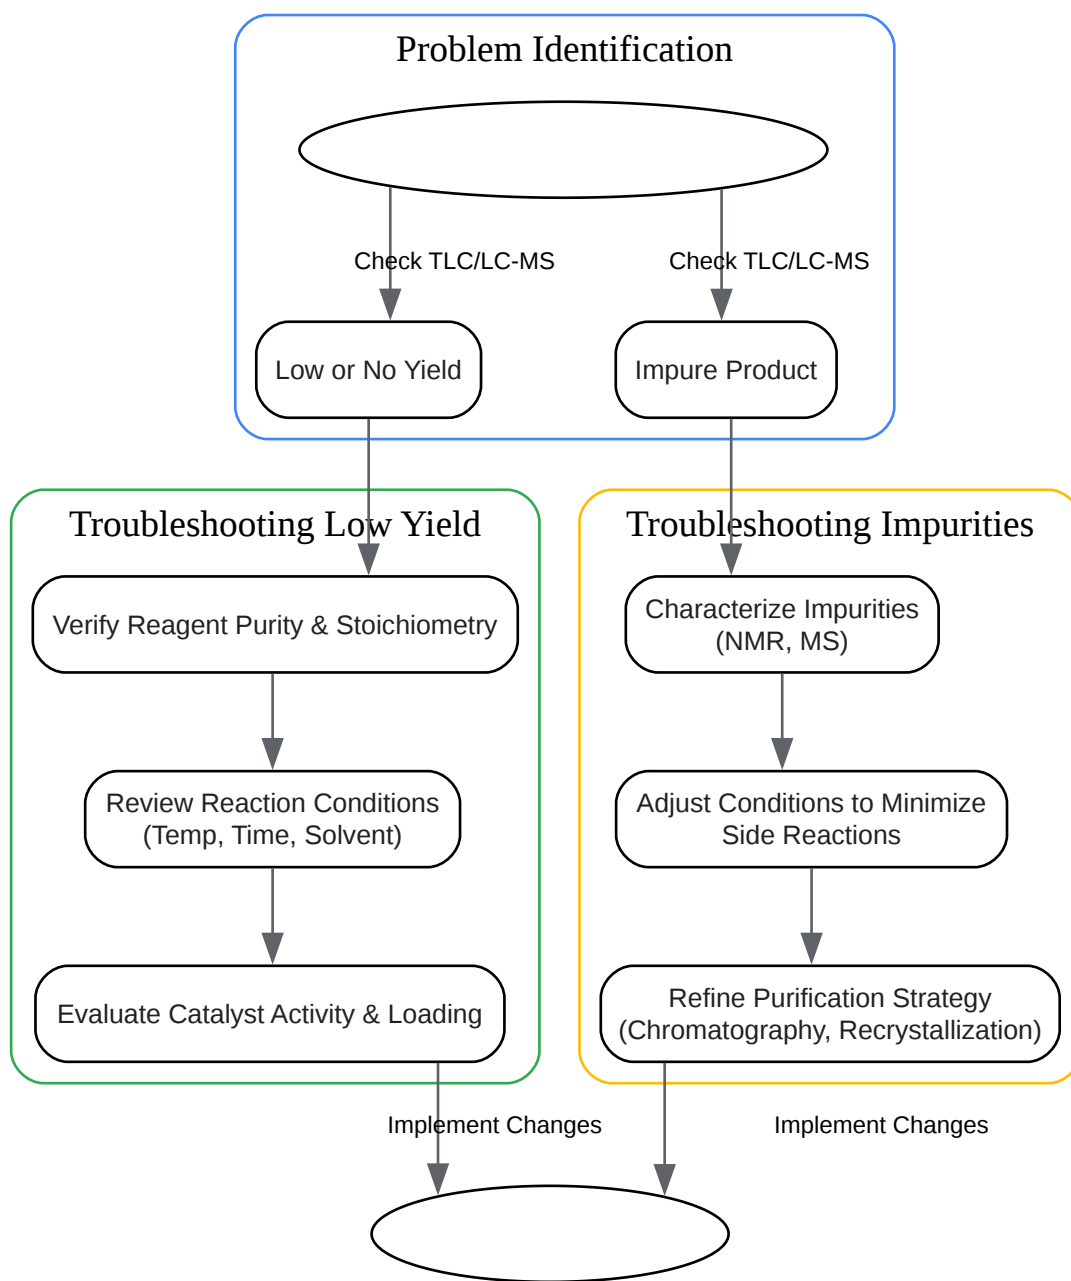 Problem Identification
Check TLC/LC-MS
Check TLC/LC-MS
Low or No Yield
Impure Product
Troubleshooting Low Yield
Verify Reagent Purity & Stoichiometry
Review Reaction Conditions
(Temp, Time, Solvent)
Evaluate Catalyst Activity & Loading
Troubleshooting Impurities
Characterize Impurities
(NMR, MS)
Adjust Conditions to Minimize
Side Reactions
Refine Purification Strategy
(Chromatography, Recrystallization)
Implement Changes
Implement Changes